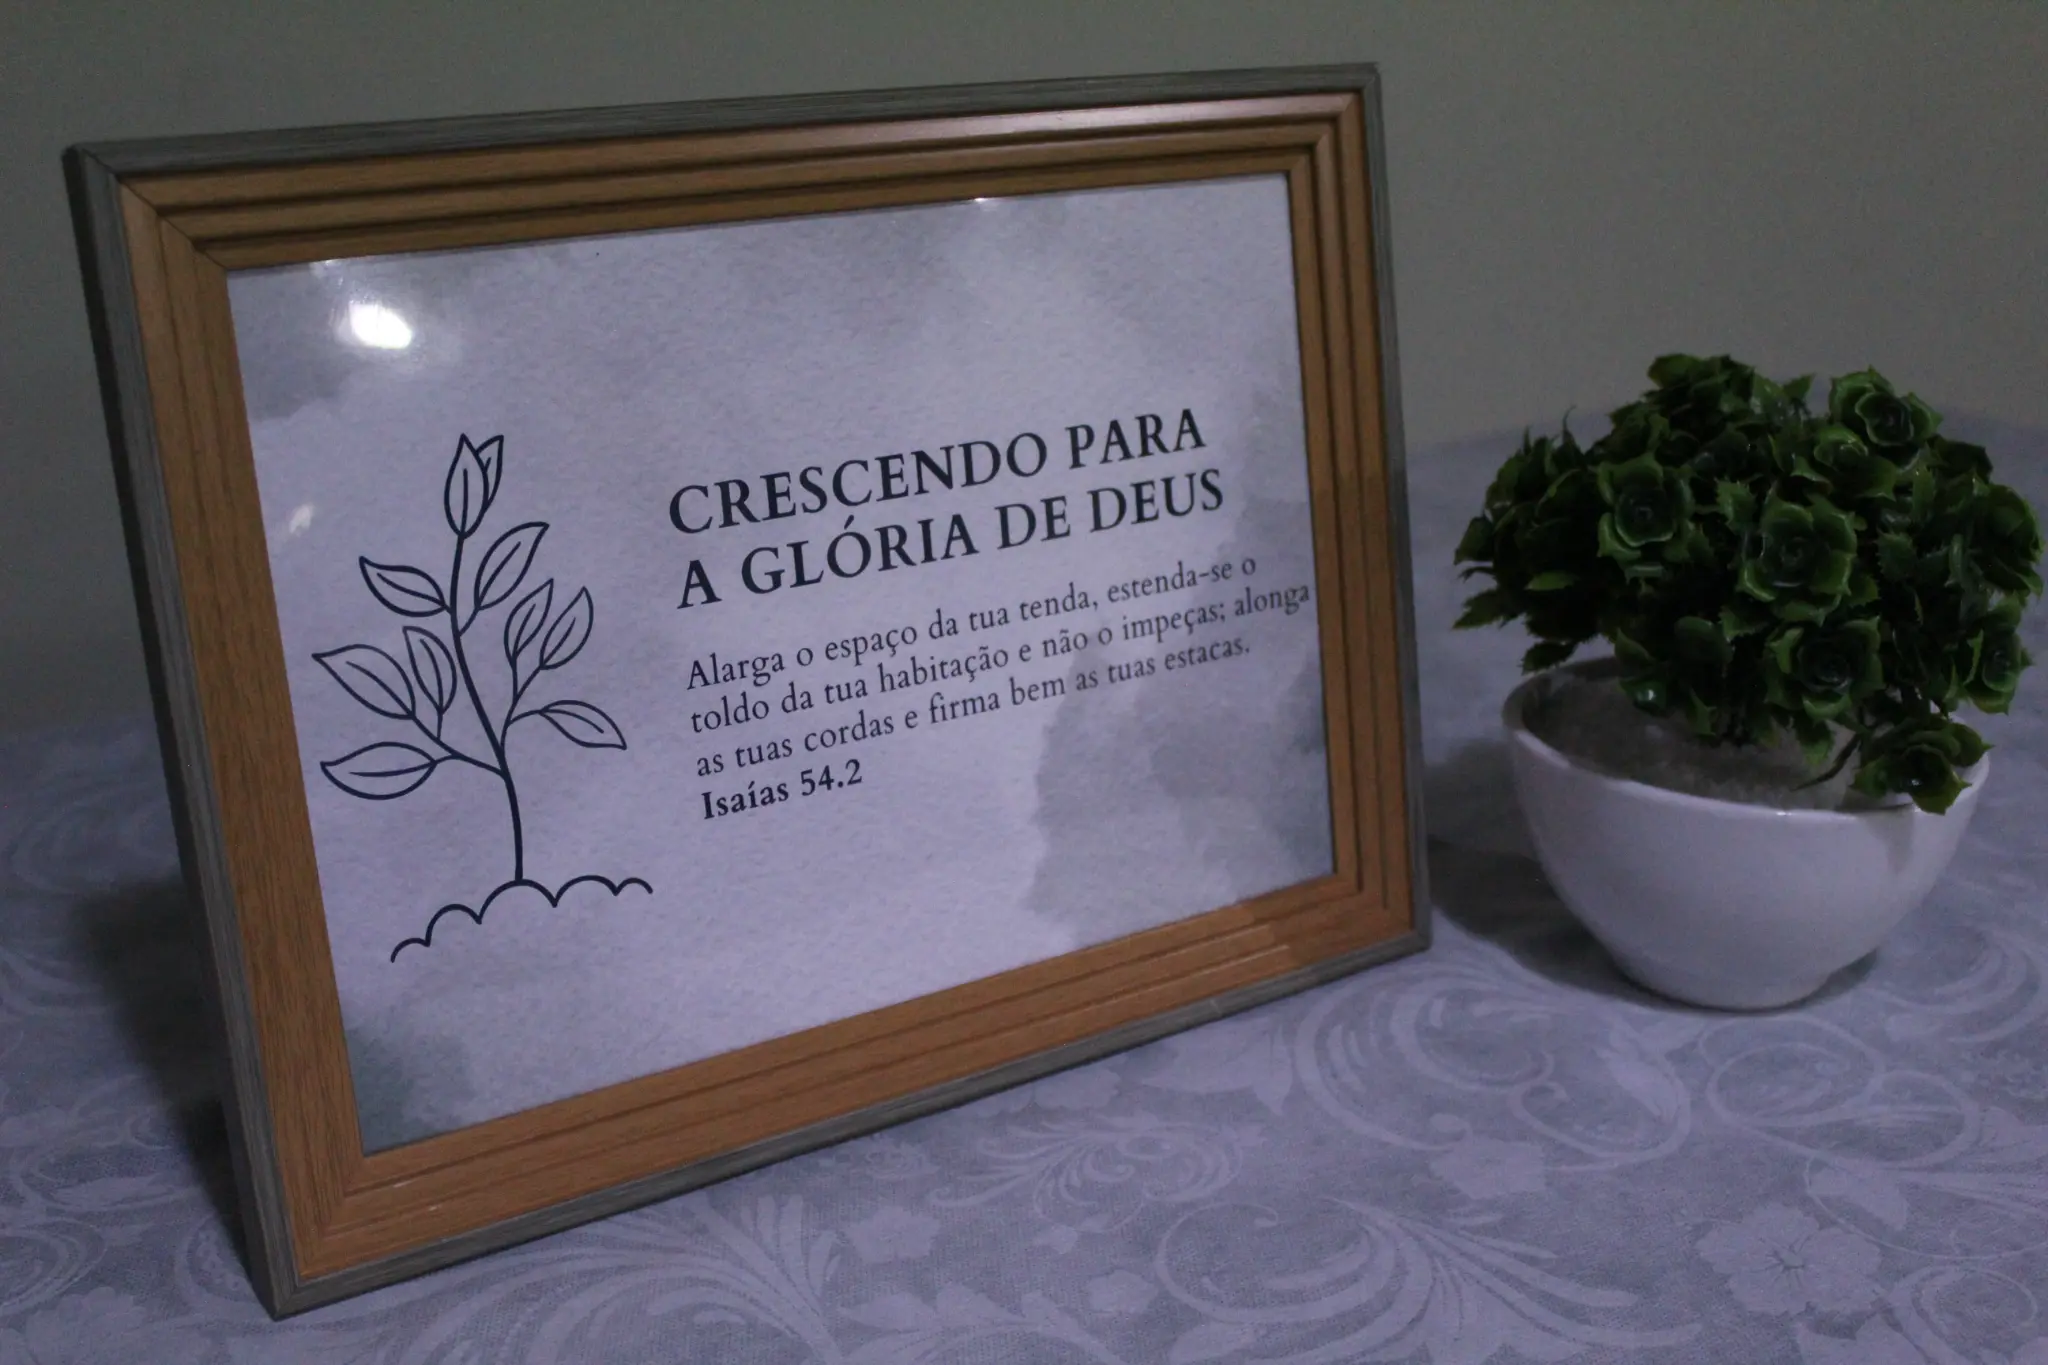 CRESCENDO PARA
A GLÓRIA DE DEUS
Alarga o espaço da tua tenda, estenda-se o
toldo da tua habitação e não o impeças; alonga
as tuas cordas e firma bem as tuas estacas.
Isaías 54.2